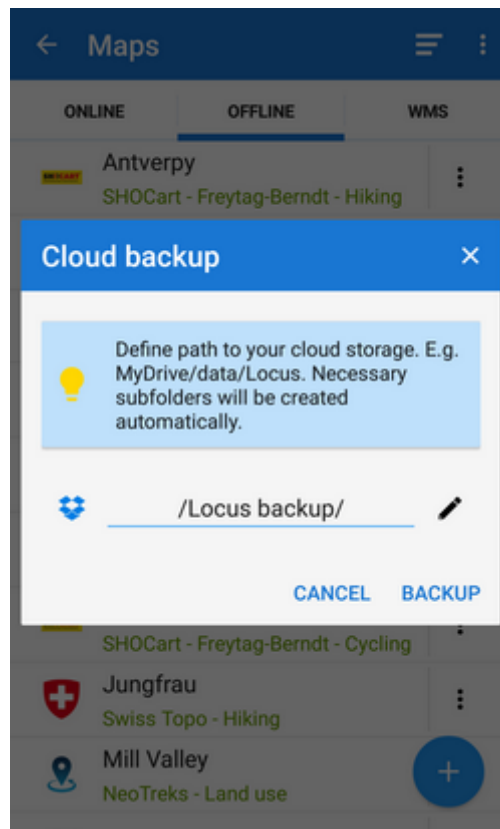 Maps
ONLINE
OFFLINE
WMS
Antverpy
SHOCart - Freytag-Berndt - Hiking
Cloud backup
Define path to your cloud storage. E.g.
MyDrive/data/Locus. Necessary
subfolders will be created
automatically.
/Locus backup/
CANCEL
BACKUP
SHOCart - Freytag-Berndt - Cycling
Jungfrau
Swiss Topo - Hiking
Mill Valley
NeoTreks - Land use